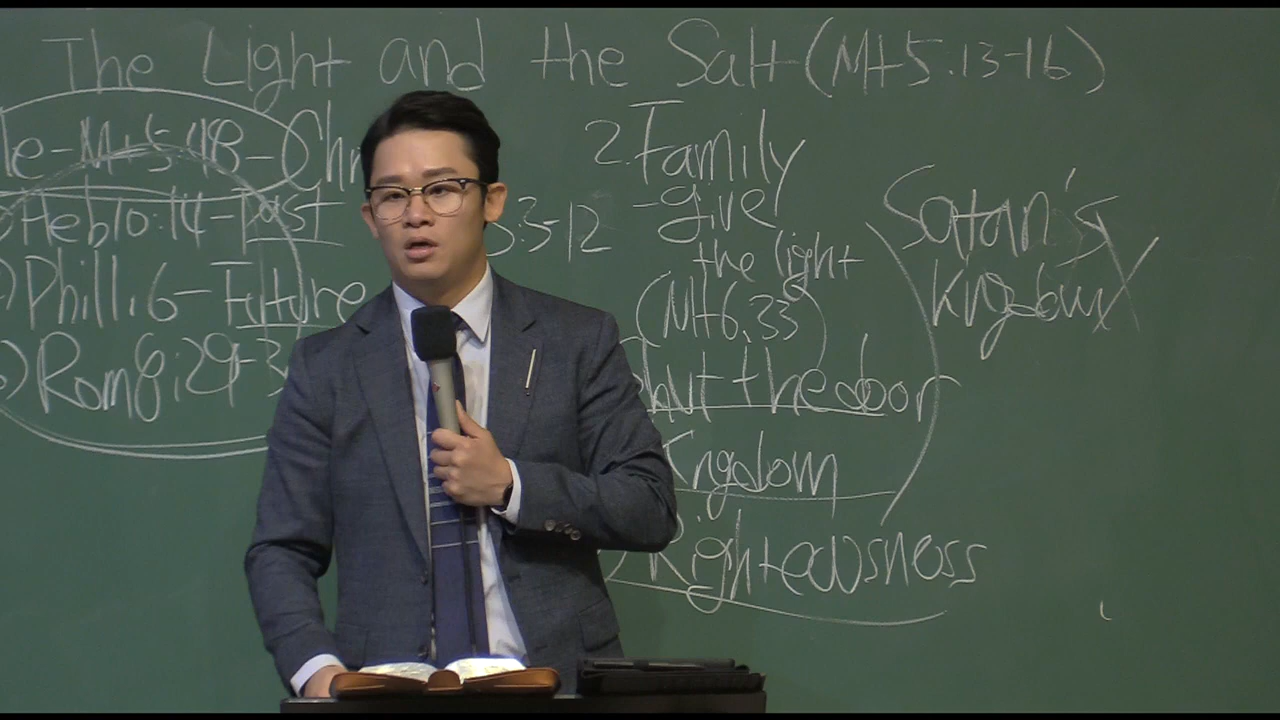 The Light and the Salt (Mt 5:13-16)
le - Mt 5:48 - Chr
Heb 10:14 - Past
Phil 1:6 - Future
Rom 8:29-3
5:3-12
2. Family
- give
the light
(Mt 6:33)
Shut the door
Kingdom
Righteousness
Satan's
Kingdom